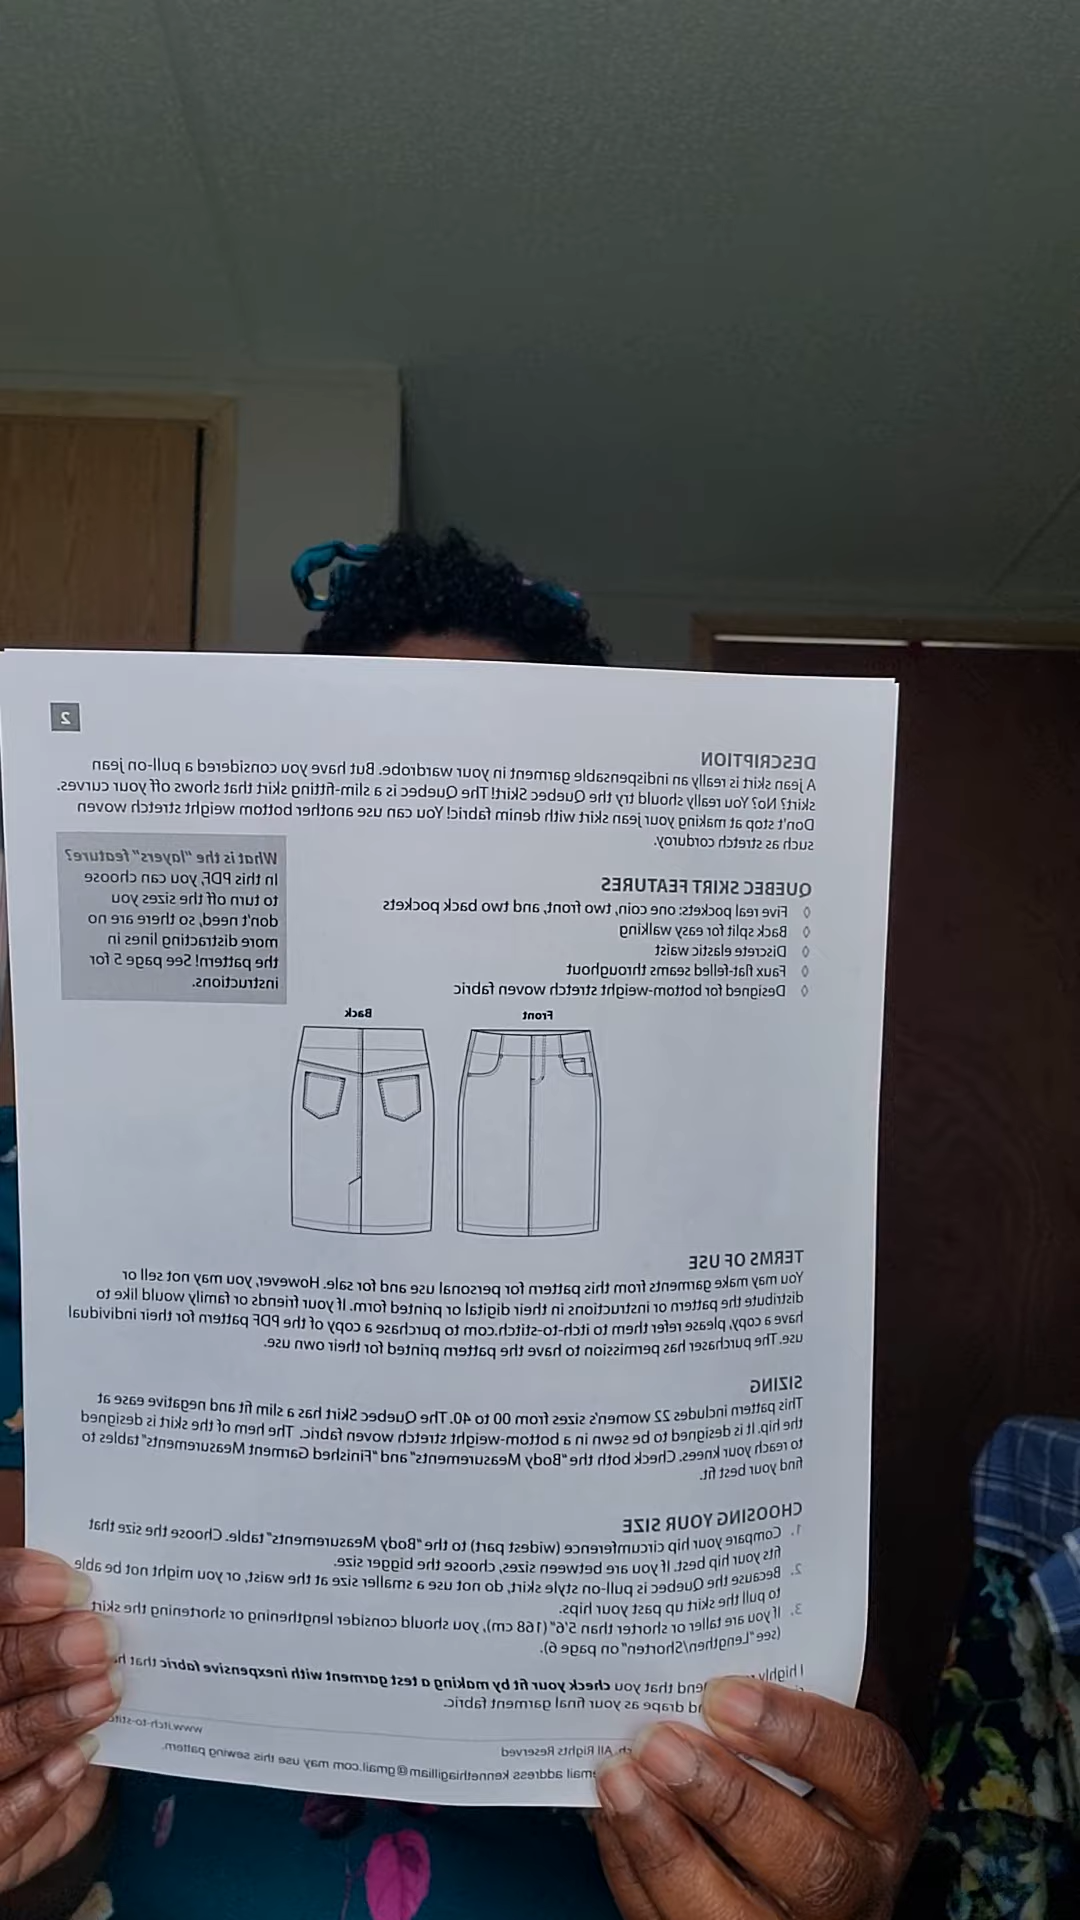 2
DESCRIPTION
A jean skirt is really an indispensable garment in your wardrobe. But have you considered a pull-on jean
skirt? No? You really should try the Quebec Skirt! The Quebec is a slim-fitting skirt that shows off your curves.
Don't stop at making your jean skirt with denim fabric! You can use another bottom weight stretch woven
such as stretch corduroy.
QUEBEC SKIRT FEATURES
◊ Five real pockets: one coin, two front, and two back pockets
◊ Back split for easy walking
◊ Discrete elastic waist
◊ Faux flat-felled seams throughout
◊ Designed for bottom-weight stretch woven fabric
What is the "layers" feature?
In this PDF, you can choose
to turn off the sizes you
don't need, so there are no
more distracting lines in
the pattern! See page 5 for
instructions.
Front
Back
TERMS OF USE
You may make garments from this pattern for personal use and for sale. However, you may not sell or
distribute the pattern or instructions in their digital or printed form. If your friends or family would like to
have a copy, please refer them to itch-to-stitch.com to purchase a copy of the PDF pattern for their individual
use. The purchaser has permission to have the pattern printed for their own use.
SIZING
This pattern includes 22 women's sizes from 00 to 40. The Quebec Skirt has a slim fit and negative ease at
the hip. It is designed to be sewn in a bottom-weight stretch woven fabric. The hem of the skirt is designed
to reach your knees. Check both the "Body Measurements" and "Finished Garment Measurements" tables to
find your best fit.
CHOOSING YOUR SIZE
1. Compare your hip circumference (widest part) to the "Body Measurements" table. Choose the size that
fits your hip best. If you are between sizes, choose the bigger size.
2. Because the Quebec is pull-on style skirt, do not use a smaller size at the waist, or you might not be able
to pull the skirt up past your hips.
3. If you are taller or shorter than 5'6" (168 cm), you should consider lengthening or shortening the skirt
(see "Lengthen/Shorten" on page 6).
I highly end that you check your fit by making a test garment with inexpensive fabric that h
nd drape as your final garment fabric.
ch. All Rights Reserved www.itch-to-stitc
email address kennethiagilliam@gmail.com may use this sewing pattern.